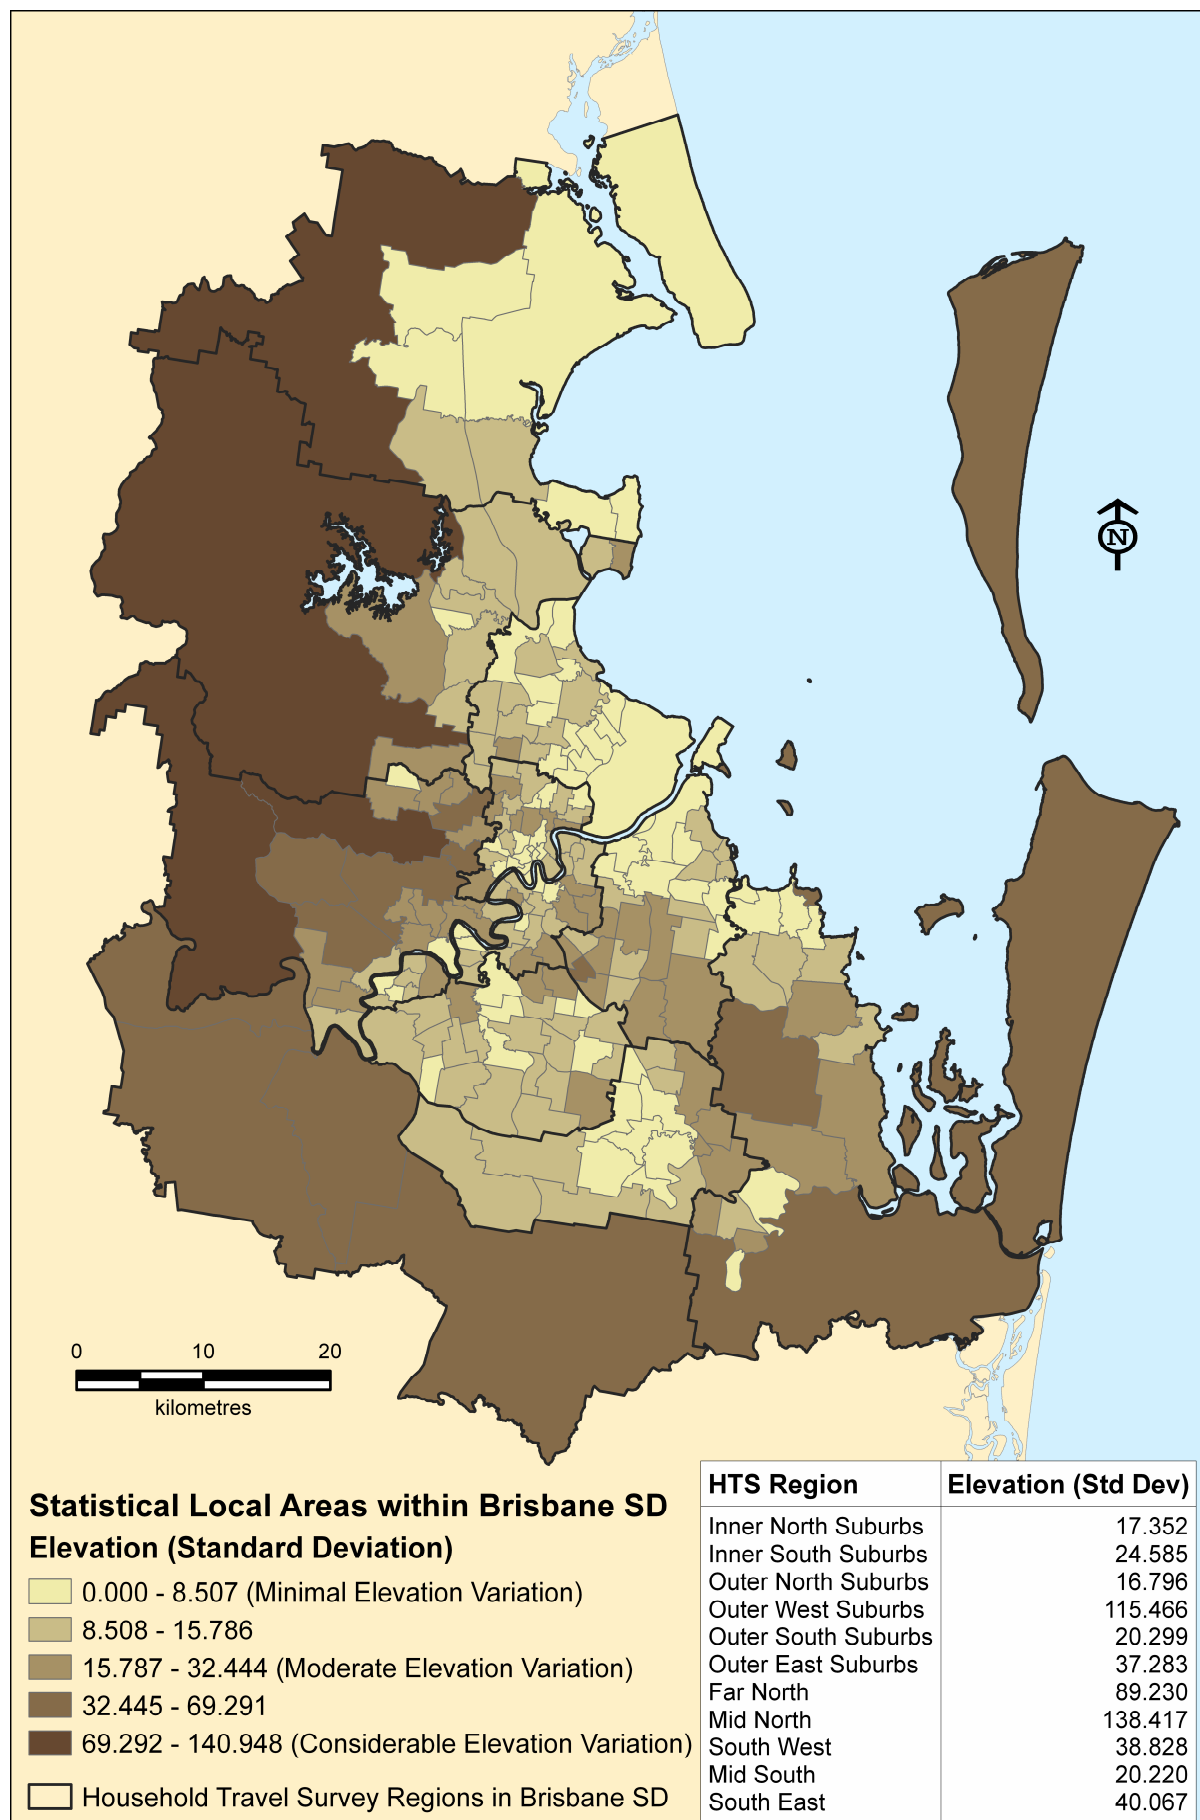 N
0 10 20
kilometres
Statistical Local Areas within Brisbane SD
Elevation (Standard Deviation)
0.000 - 8.507 (Minimal Elevation Variation)
8.508 - 15.786
15.787 - 32.444 (Moderate Elevation Variation)
32.445 - 69.291
69.292 - 140.948 (Considerable Elevation Variation)
Household Travel Survey Regions in Brisbane SD
HTS Region Elevation (Std Dev)
Inner North Suburbs 17.352
Inner South Suburbs 24.585
Outer North Suburbs 16.796
Outer West Suburbs 115.466
Outer South Suburbs 20.299
Outer East Suburbs 37.283
Far North 89.230
Mid North 138.417
South West 38.828
Mid South 20.220
South East 40.067